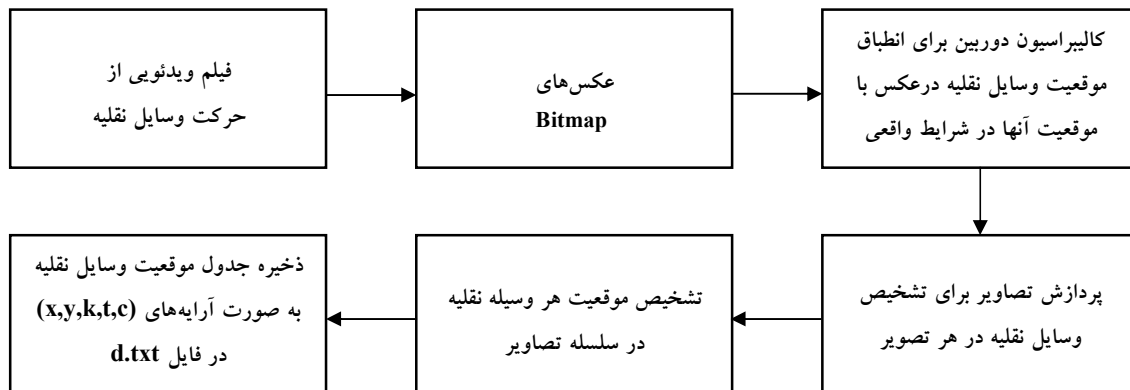 فیلم ویدئویی از
حرکت وسایل نقلیه
عکس‌های
Bitmap
کالیبراسیون دوربین برای انطباق
موقعیت وسایل نقلیه درعکس با
موقعیت آنها در شرایط واقعی
پردازش تصاویر برای تشخیص
وسایل نقلیه در هر تصویر
تشخیص موقعیت هر وسیله نقلیه
در سلسله تصاویر
ذخیره جدول موقعیت وسایل نقلیه
به صورت آرایه‌های (x,y,k,t,c)
در فایل d.txt